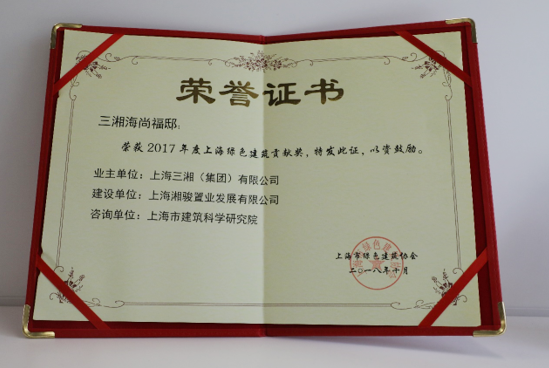 荣誉证书
三湘海尚福邸:
荣获2017年度上海绿色建筑贡献奖,特发此证,以资鼓励。
业主单位:上海三湘(集团)有限公司
建设单位:上海湘骏置业发展有限公司
咨询单位:上海市建筑科学研究院
上海市绿色建筑协会
二〇一八年十月